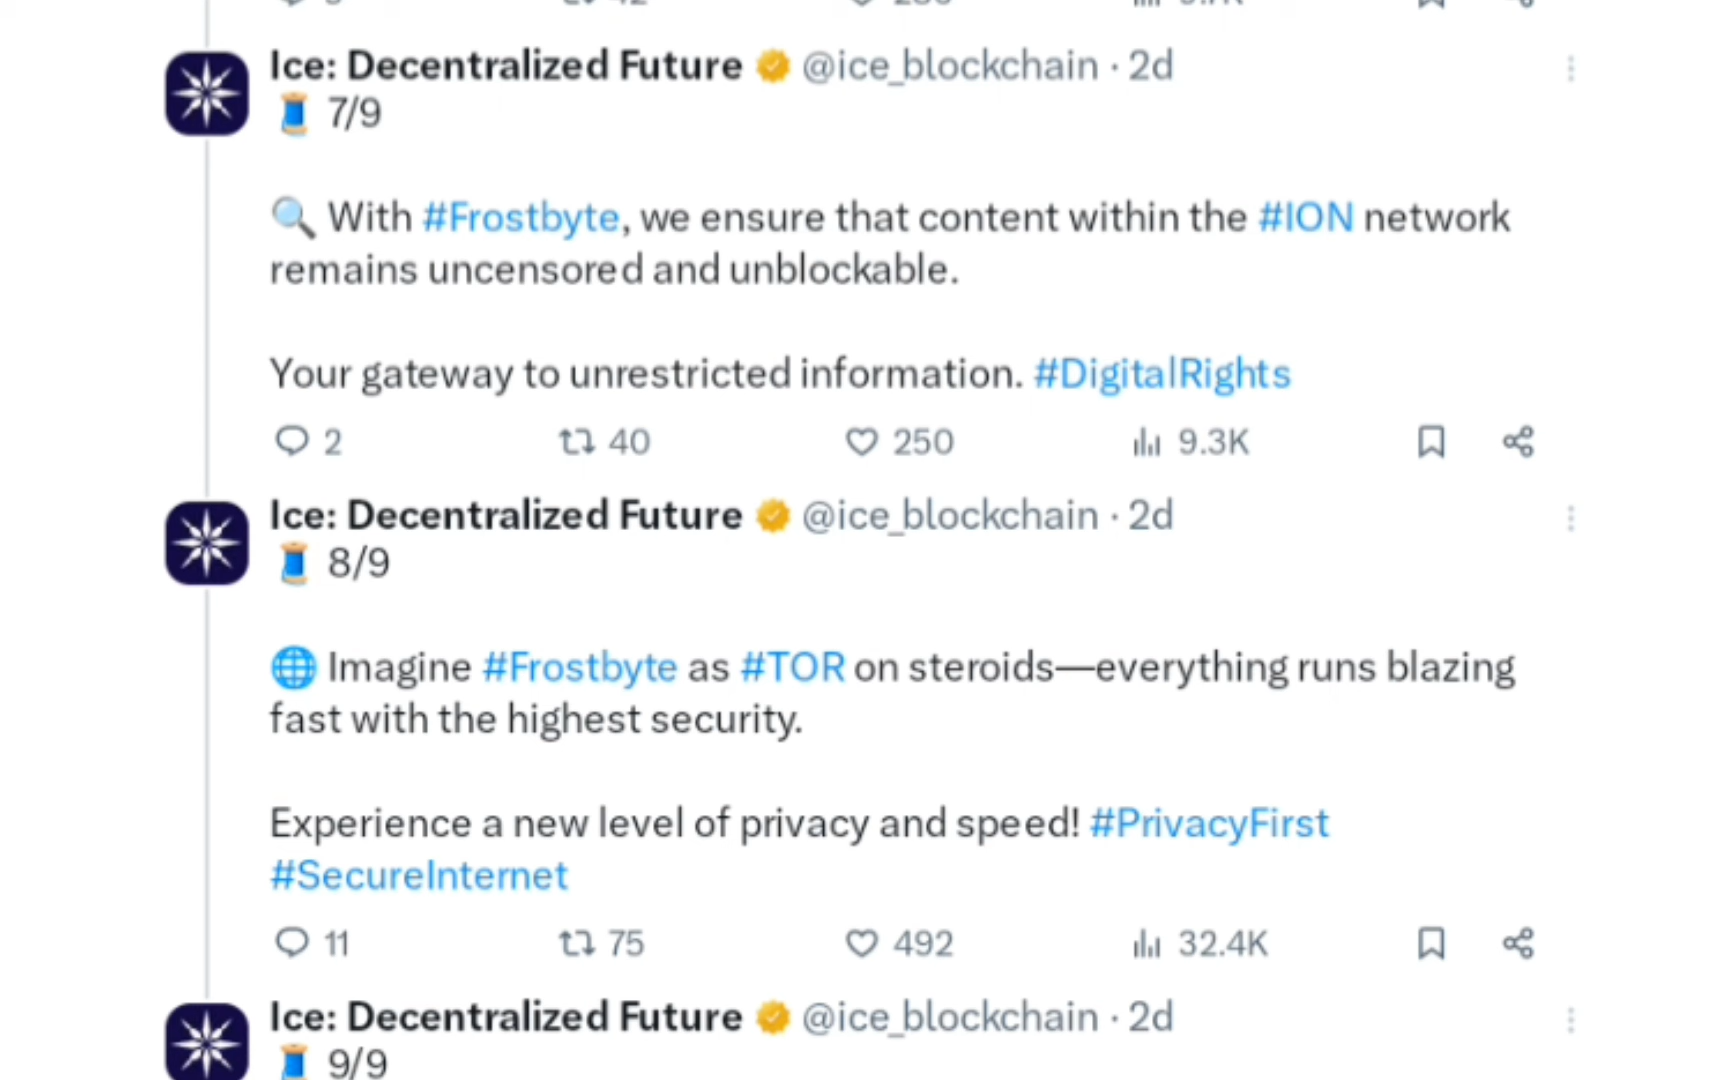 Ice: Decentralized Future @ice_blockchain · 2d
🧵 7/9
🔍 With #Frostbyte, we ensure that content within the #ION network
remains uncensored and unblockable.
Your gateway to unrestricted information. #DigitalRights
2 40 250 9.3K
Ice: Decentralized Future @ice_blockchain · 2d
🧵 8/9
🌐 Imagine #Frostbyte as #TOR on steroids—everything runs blazing
fast with the highest security.
Experience a new level of privacy and speed! #PrivacyFirst
#SecureInternet
11 75 492 32.4K
Ice: Decentralized Future @ice_blockchain · 2d
🧵 9/9